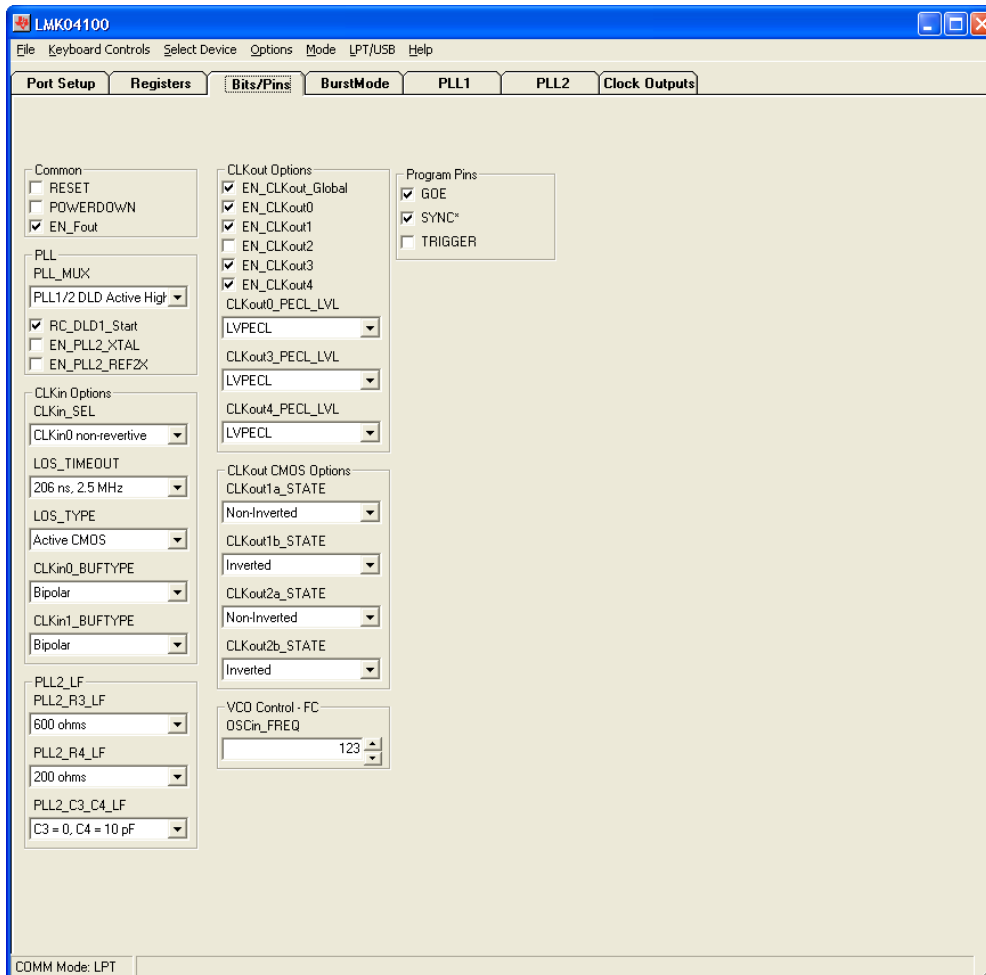 LMK04100
File Keyboard Controls Select Device Options Mode LPT/USB Help
Port Setup Registers Bits/Pins BurstMode PLL1 PLL2 Clock Outputs
Common
RESET
POWERDOWN
EN_Fout
PLL
PLL_MUX
PLL1/2 DLD Active High
RC_DLD1_Start
EN_PLL2_XTAL
EN_PLL2_REF2X
CLKin Options
CLKin_SEL
CLKin0 non-revertive
LOS_TIMEOUT
206 ns, 2.5 MHz
LOS_TYPE
Active CMOS
CLKin0_BUFTYPE
Bipolar
CLKin1_BUFTYPE
Bipolar
PLL2_LF
PLL2_R3_LF
600 ohms
PLL2_R4_LF
200 ohms
PLL2_C3_C4_LF
C3 = 0, C4 = 10 pF
CLKout Options
EN_CLKout_Global
EN_CLKout0
EN_CLKout1
EN_CLKout2
EN_CLKout3
EN_CLKout4
CLKout0_PECL_LVL
LVPECL
CLKout3_PECL_LVL
LVPECL
CLKout4_PECL_LVL
LVPECL
CLKout CMOS Options
CLKout1a_STATE
Non-Inverted
CLKout1b_STATE
Inverted
CLKout2a_STATE
Non-Inverted
CLKout2b_STATE
Inverted
VCO Control - FC
OSCin_FREQ
123
Program Pins
GOE
SYNC*
TRIGGER
COMM Mode: LPT